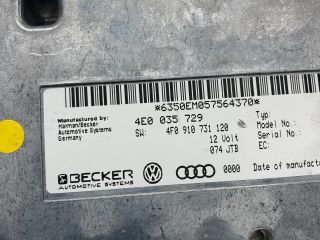 *6350EM057564370*
Manufactured by:
Harman/Becker
Automotive Systems
Germany
4E0 035 729
SW: 4F0 910 731 120
12 Volt
074 JTB
Typ:
Model No.:
Serial No.:
EC:
BECKER
AUTOMOTIVE SYSTEMS
0000
Date of manufact